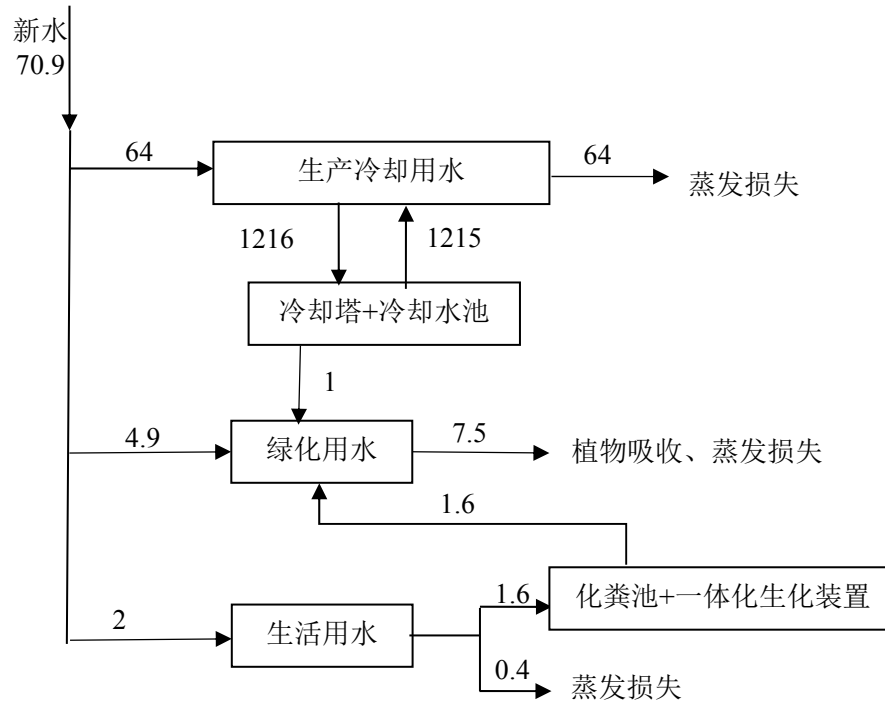 新水
70.9
64
生产冷却用水
64
蒸发损失
1216
1215
冷却塔+冷却水池
1
4.9
绿化用水
7.5
植物吸收、蒸发损失
1.6
化粪池+一体化生化装置
1.6
2
生活用水
0.4
蒸发损失